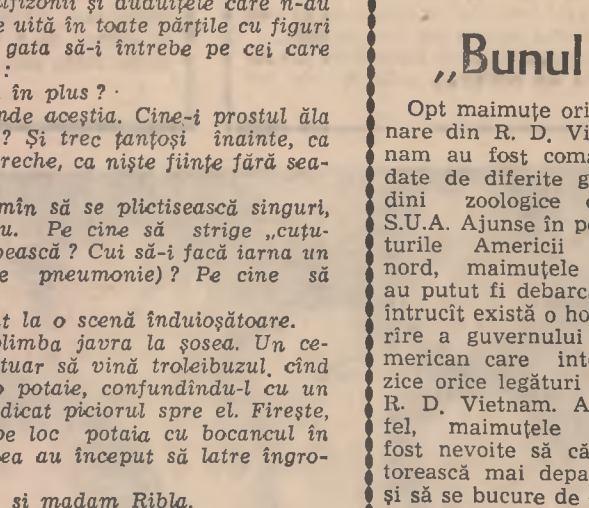 afizonii și duduițele care n-au
e uită în toate părțile cu figuri
gata să-i întrebe pe cei care
:
în plus ?
nde aceștia. Cine-i prostul ăla
? Și trec țanțoși înainte, ca
reche, ca niște ființe fără sea-
mîn să se plictisească singuri,
u. Pe cine să strige „cuțu-
pească ? Cui să-i facă iarna un
e pneumonie) ? Pe cine să
t la o scenă înduioșătoare.
plimba javra la șosea. Un ce-
tuar să vină troleibuzul, cînd
o potaie, confundîndu-l cu un
dicat piciorul spre el. Firește,
pe loc potaia cu bocancul în
ea au început să latre îngro-
și madam Ribla.
„Bunul
Opt maimuțe ori
nare din R. D. Vi
nam au fost coma
date de diferite g
dini zoologice
S.U.A. Ajunse în po
turile Americii
nord, maimuțele
au putut fi debarc
întrucît există o ho
rîre a guvernului
merican care inte
zice orice legături
R. D. Vietnam. A
fel, maimuțele
fost nevoite să că
torească mai depa
și să se bucure de